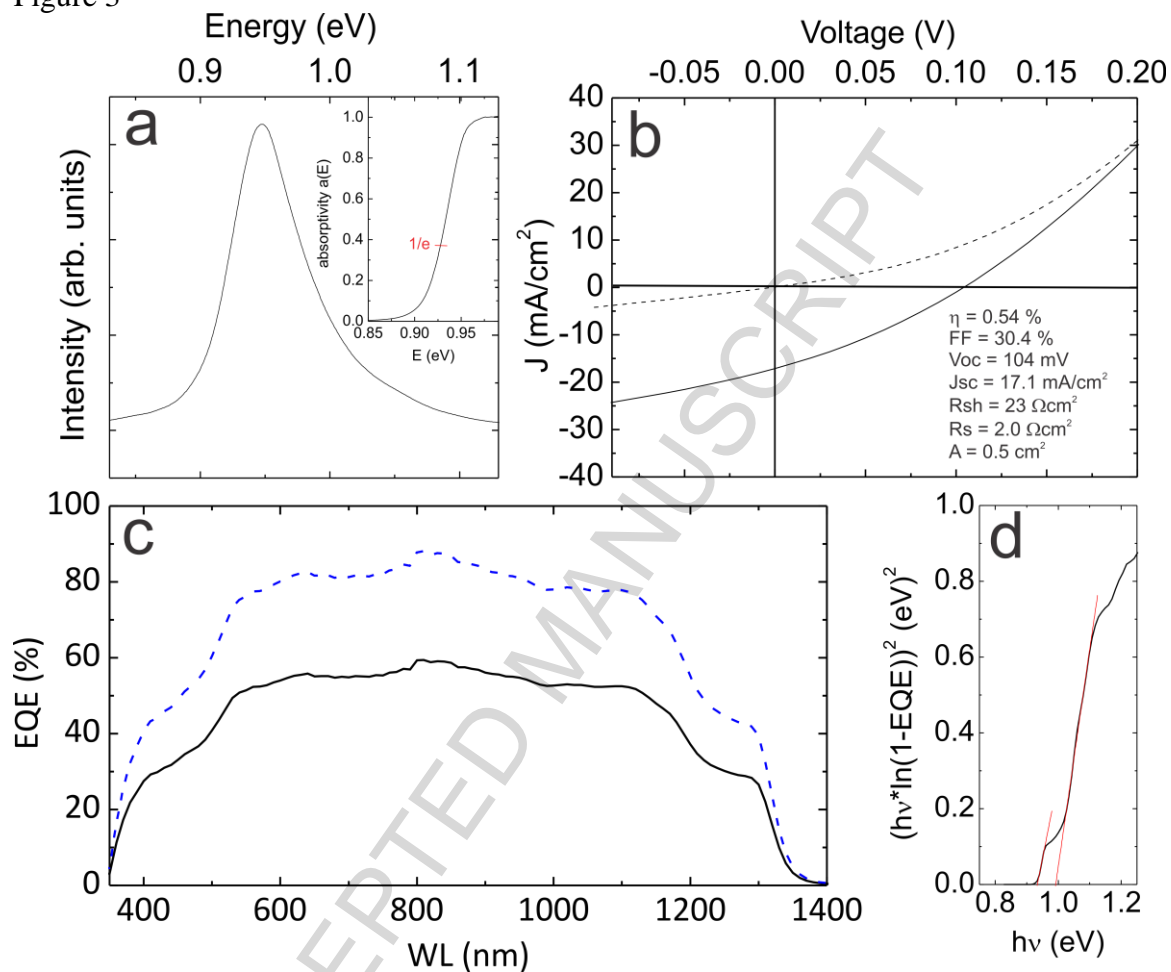 Figure 3
Energy (eV)
0.9 1.0 1.1
Intensity (arb. units)
a
absorptivity a(E)
1.0
0.8
0.6
0.4
0.2
0.0
1/e
0.85 0.90 0.95
E (eV)
Voltage (V)
-0.05 0.00 0.05 0.10 0.15 0.20
J (mA/cm²)
40
30
20
10
0
-10
-20
-30
-40
b
η = 0.54 %
FF = 30.4 %
Voc = 104 mV
Jsc = 17.1 mA/cm²
Rsh = 23 Ωcm²
Rs = 2.0 Ωcm²
A = 0.5 cm²
EQE (%)
100
80
60
40
20
0
c
400 600 800 1000 1200 1400
WL (nm)
(hν*ln(1-EQE))² (eV)²
1.0
0.8
0.6
0.4
0.2
0.0
d
0.8 1.0 1.2
hν (eV)
EPTED MANUSCRIPT